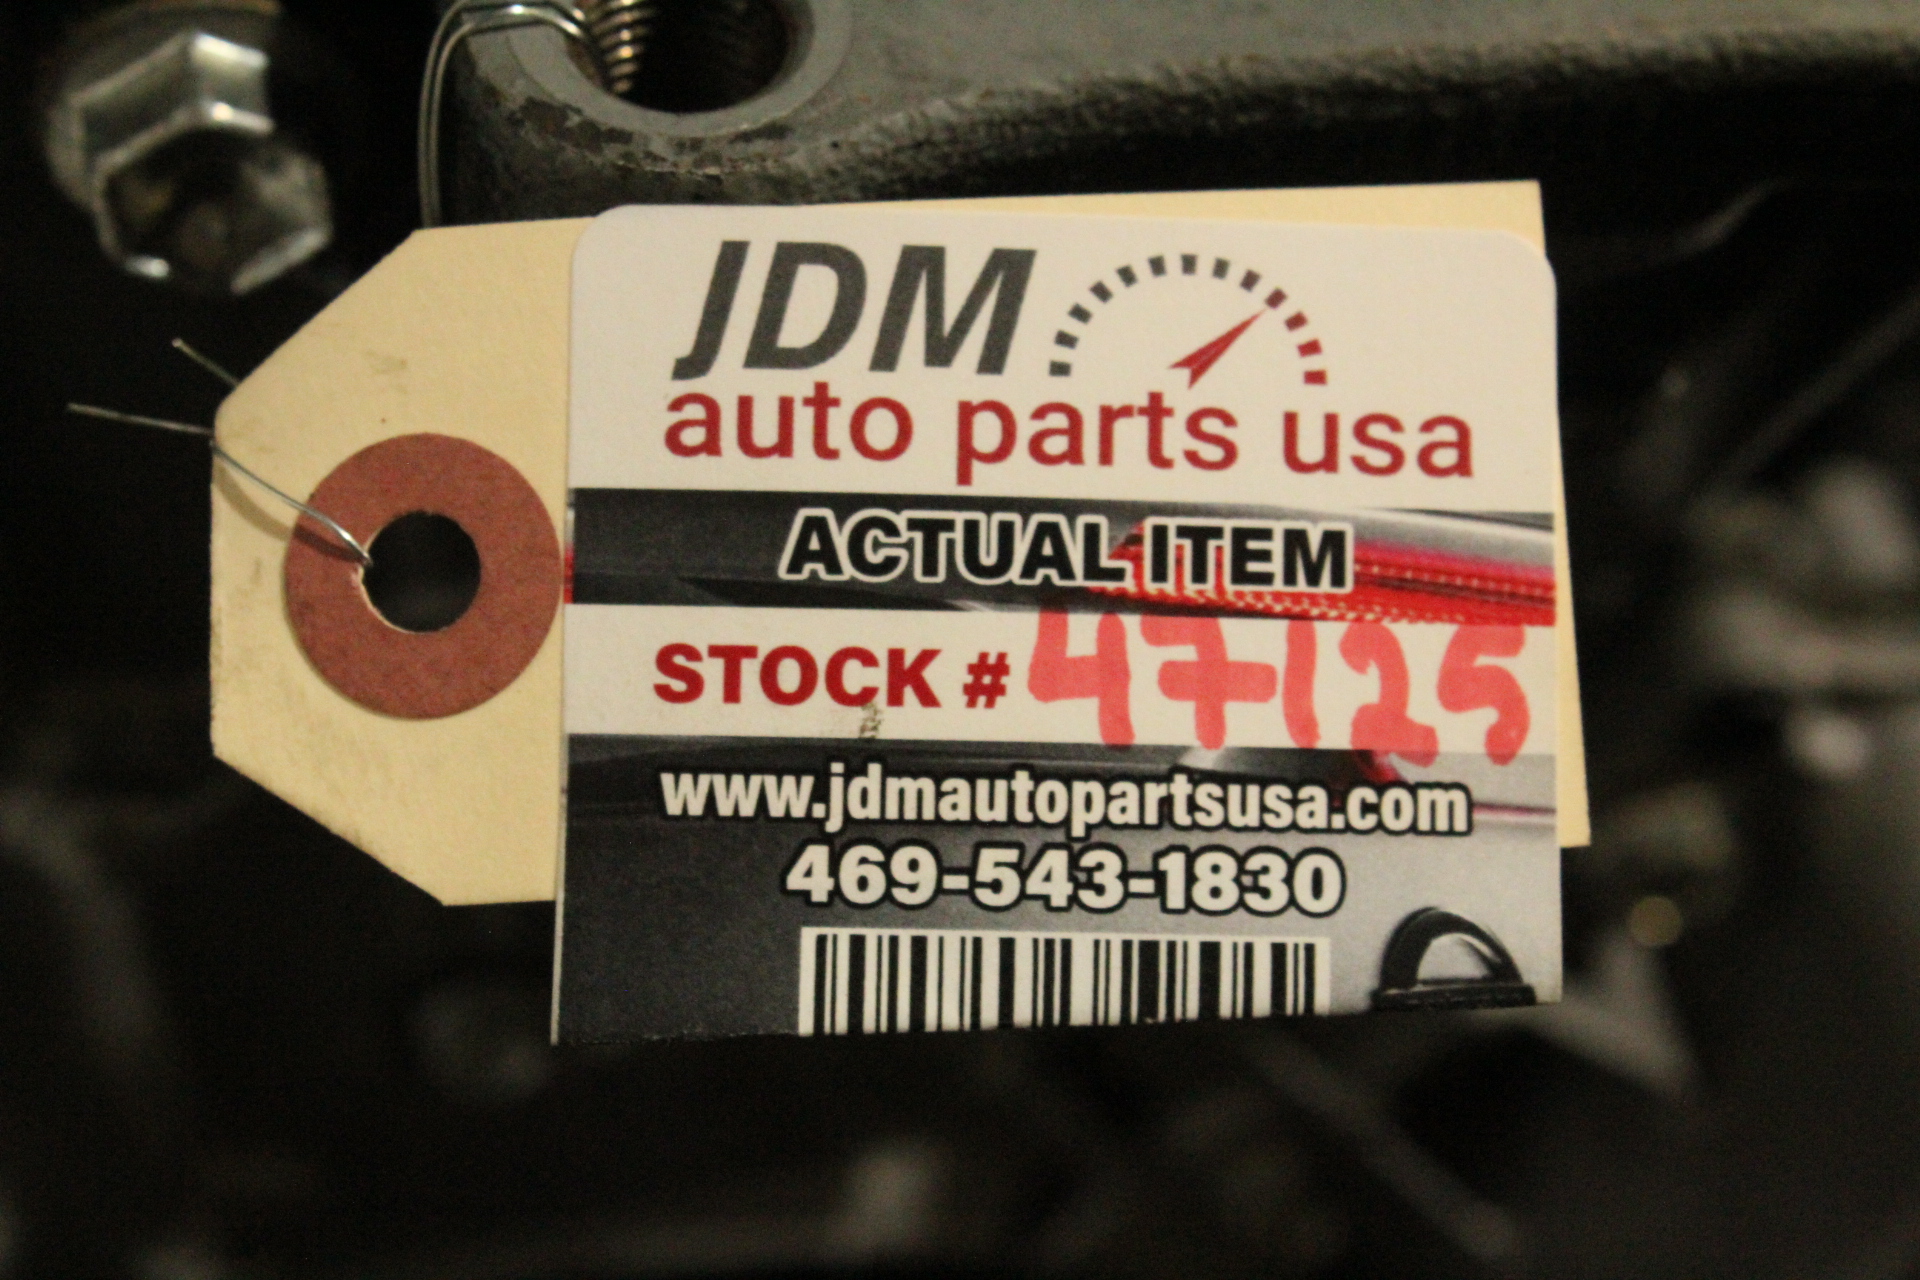 JDM
auto parts usa
ACTUAL ITEM
STOCK # 47125
www.jdmautopartsusa.com
469-543-1830